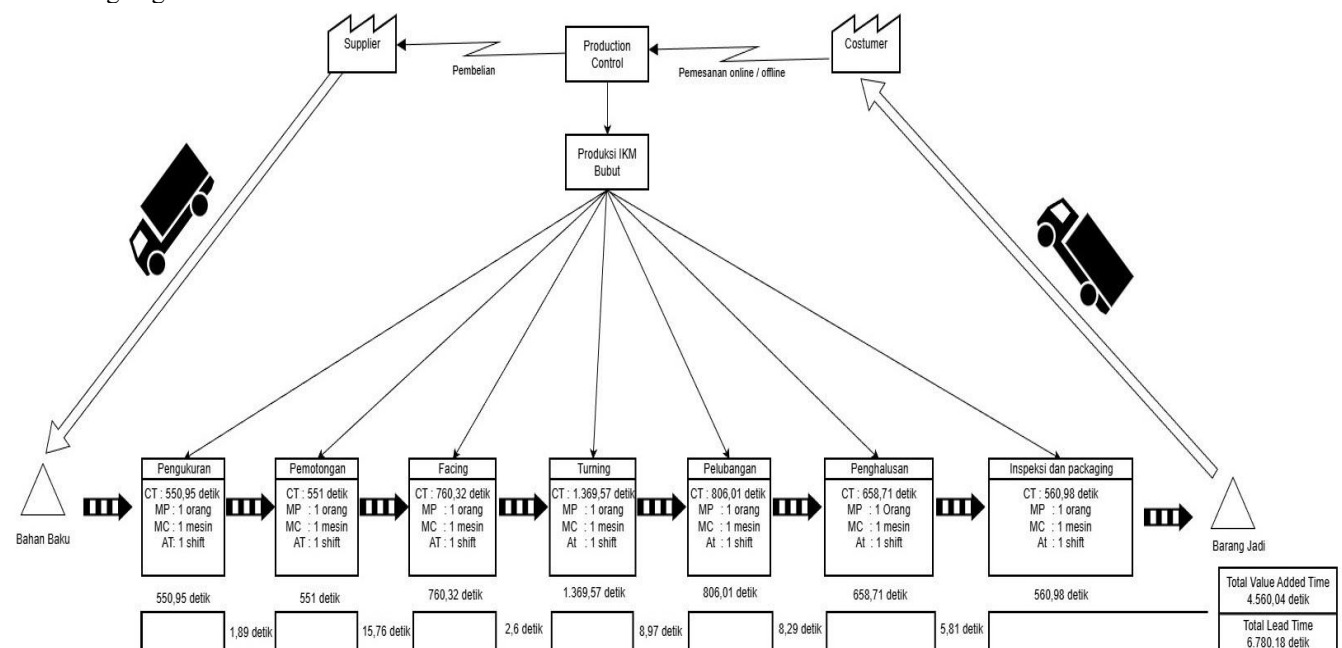 Supplier
Production
Control
Costumer
Pembelian
Pemesanan online / offline
Produksi IKM
Bubut
Bahan Baku
Pengukuran
CT : 550,95 detik
MP : 1 orang
MC : 1 mesin
AT: 1 shift
Pemotongan
CT : 551 detik
MP : 1 orang
MC : 1 mesin
AT : 1 shift
Facing
CT : 760,32 detik
MP : 1 orang
MC : 1 mesin
AT : 1 shift
Turning
CT : 1.369,57 detik
MP : 1 orang
MC : 1 mesin
At : 1 shift
Pelubangan
CT : 806,01 detik
MP : 1 orang
MC : 1 mesin
At : 1 shift
Penghalusan
CT : 658,71 detik
MP : 1 Orang
MC : 1 mesin
At : 1 shift
Inspeksi dan packaging
CT : 560,98 detik
MP : 1 orang
MC : 1 mesin
At : 1 shift
Barang Jadi
550,95 detik
551 detik
760,32 detik
1.369,57 detik
806,01 detik
658,71 detik
560,98 detik
1,89 detik
15,76 detik
2,6 detik
8,97 detik
8,29 detik
5,81 detik
Total Value Added Time
4.560,04 detik
Total Lead Time
6.780,18 detik